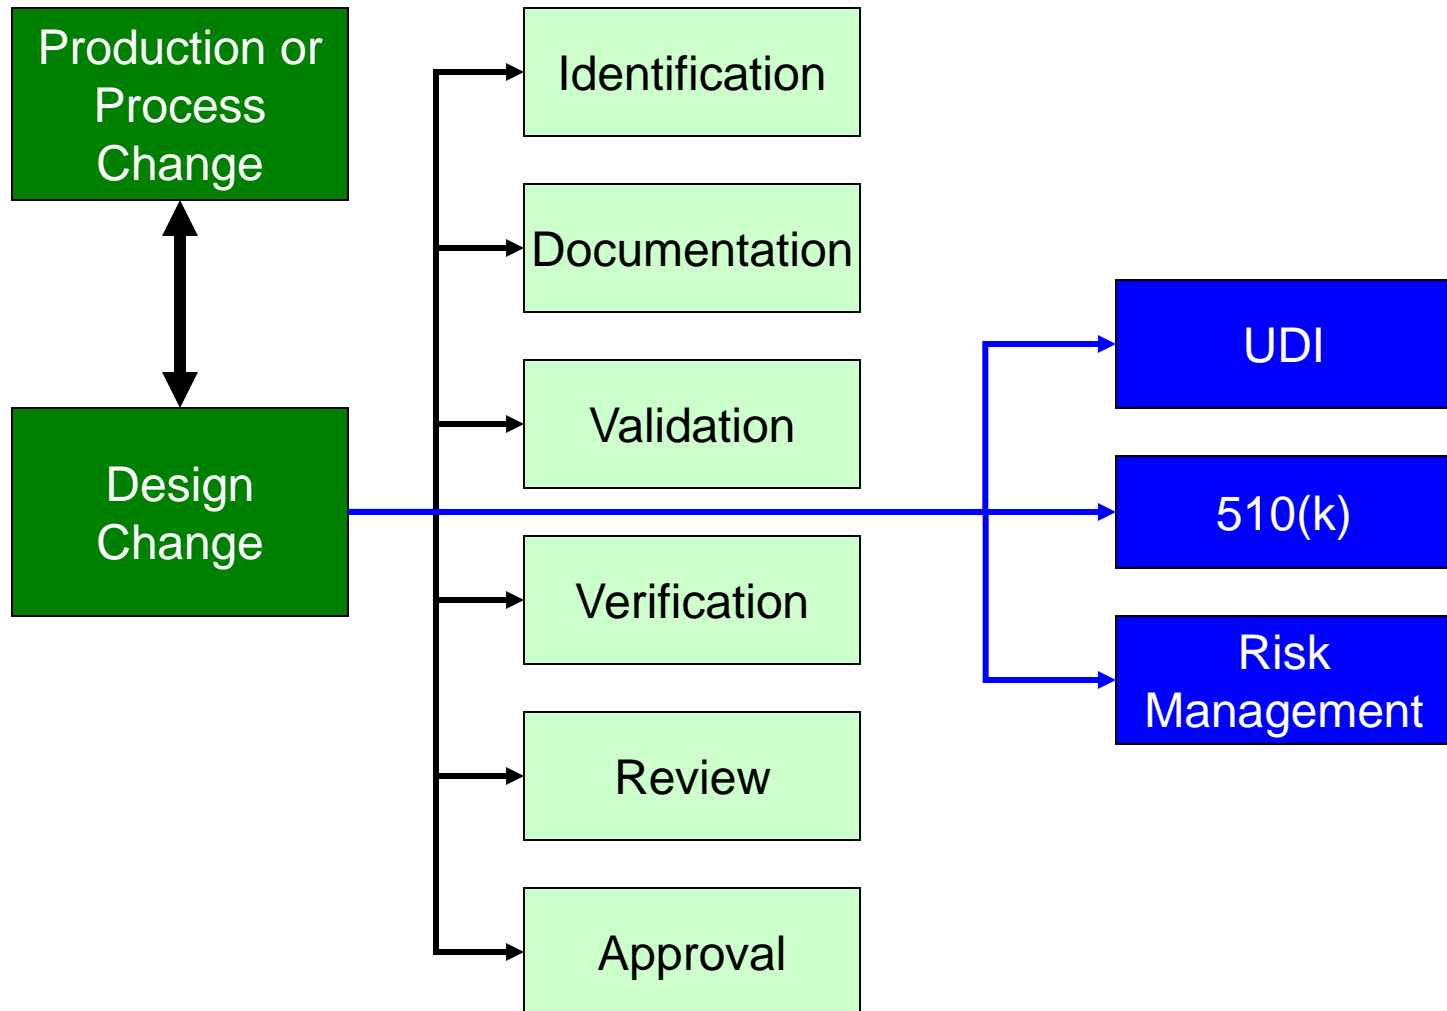 Production or
Process
Change
Design
Change
Identification
Documentation
Validation
Verification
Review
Approval
UDI
510(k)
Risk
Management